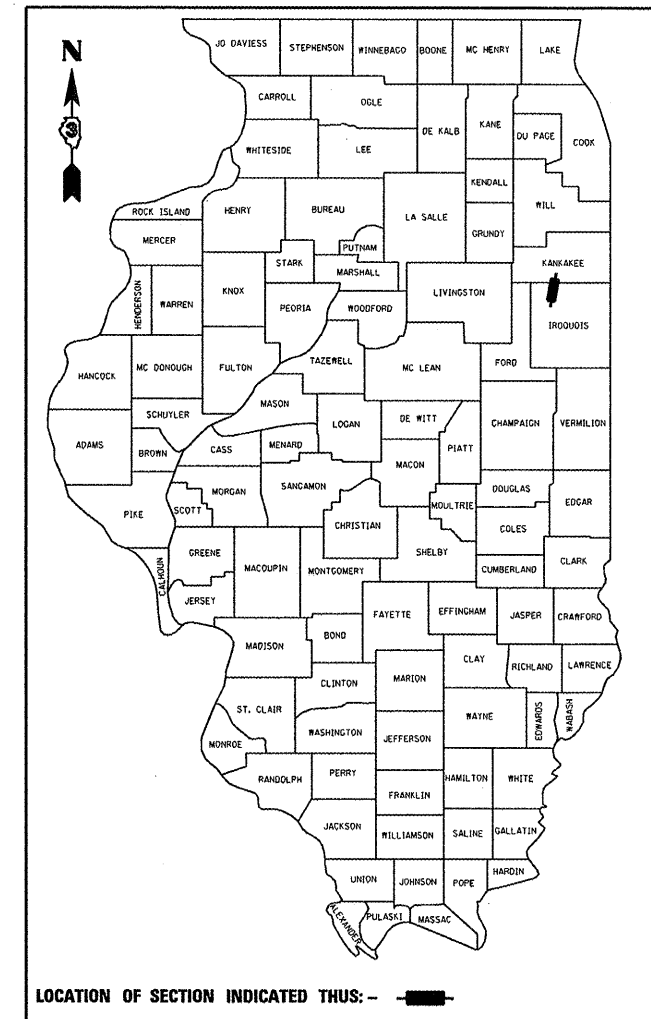 JO DAVIESS STEPHENSON WINNEBAGO BOONE MC HENRY LAKE
N
CARROLL OGLE DE KALB KANE DU PAGE COOK
3
WHITESIDE LEE KENDALL WILL
ROCK ISLAND HENRY BUREAU LA SALLE GRUNDY
MERCER PUTNAM KANKAKEE
STARK MARSHALL
HENDERSON WARREN KNOX PEORIA WOODFORD LIVINGSTON IROQUOIS
HANCOCK MC DONOUGH FULTON TAZEWELL MC LEAN FORD
SCHUYLER MASON LOGAN DE WITT CHAMPAIGN VERMILION
ADAMS BROWN CASS MENARD MACON PIATT
PIKE SCOTT MORGAN SANGAMON MOULTRIE DOUGLAS EDGAR
CHRISTIAN COLES
GREENE MACOUPIN SHELBY
CALHOUN MONTGOMERY CUMBERLAND CLARK
JERSEY FAYETTE EFFINGHAM JASPER CRAWFORD
MADISON BOND
CLAY RICHLAND LAWRENCE
CLINTON MARION
ST. CLAIR WAYNE EDWARDS WABASH
MONROE WASHINGTON JEFFERSON
RANDOLPH PERRY HAMILTON WHITE
FRANKLIN
JACKSON WILLIAMSON SALINE GALLATIN
UNION JOHNSON POPE HARDIN
ALEXANDER PULASKI MASSAC
LOCATION OF SECTION INDICATED THUS: -